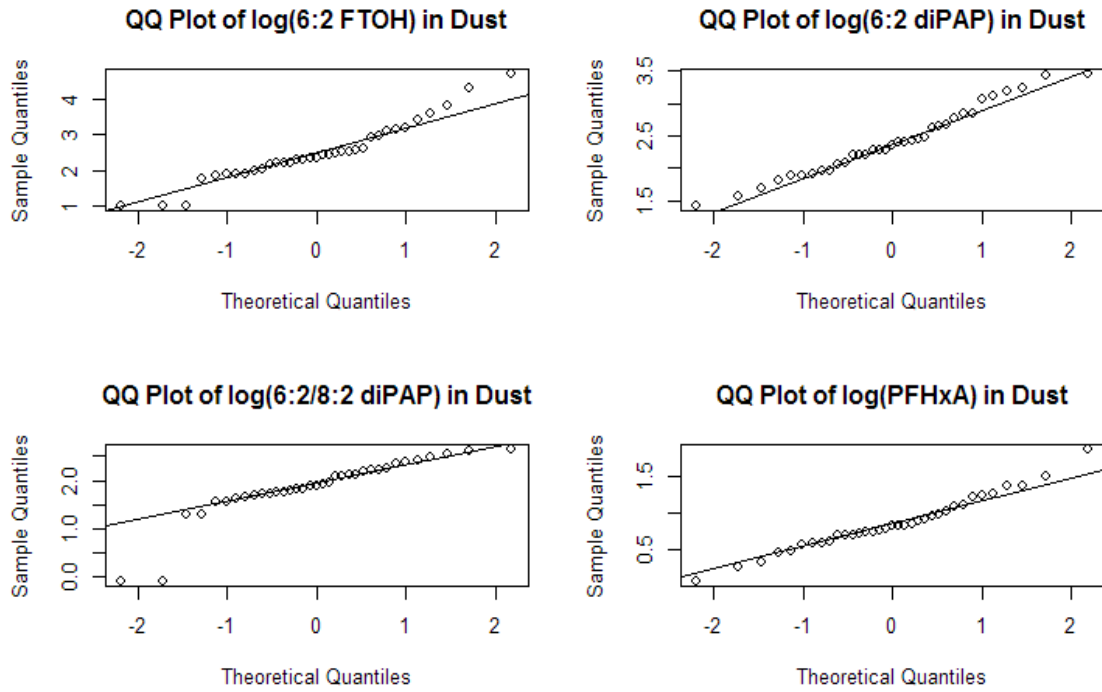 QQ Plot of log(6:2 FTOH) in Dust
Sample Quantiles
4
3
2
1
-2 -1 0 1 2
Theoretical Quantiles
QQ Plot of log(6:2 diPAP) in Dust
Sample Quantiles
3.5
2.5
1.5
-2 -1 0 1 2
Theoretical Quantiles
QQ Plot of log(6:2/8:2 diPAP) in Dust
Sample Quantiles
2.0
1.0
0.0
-2 -1 0 1 2
Theoretical Quantiles
QQ Plot of log(PFHxA) in Dust
Sample Quantiles
1.5
0.5
-2 -1 0 1 2
Theoretical Quantiles